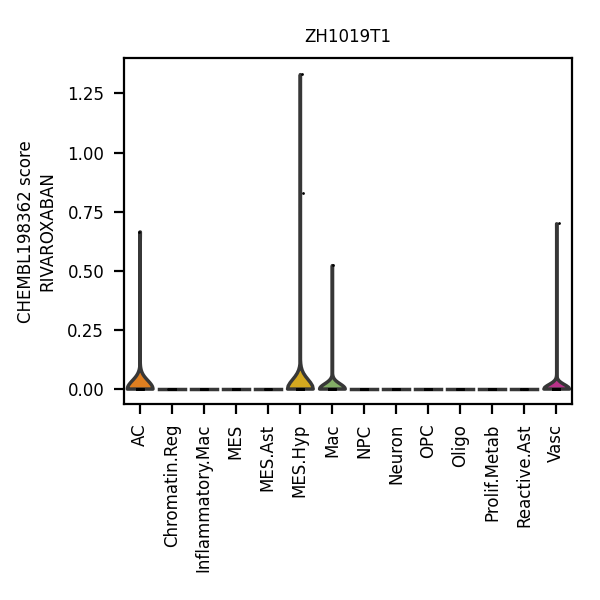 ZH1019T1
CHEMBL198362 score
RIVAROXABAN
1.25
1.00
0.75
0.50
0.25
0.00
AC
Chromatin.Reg
Inflammatory.Mac
MES
MES.Ast
MES.Hyp
Mac
NPC
Neuron
OPC
Oligo
Prolif.Metab
Reactive.Ast
Vasc